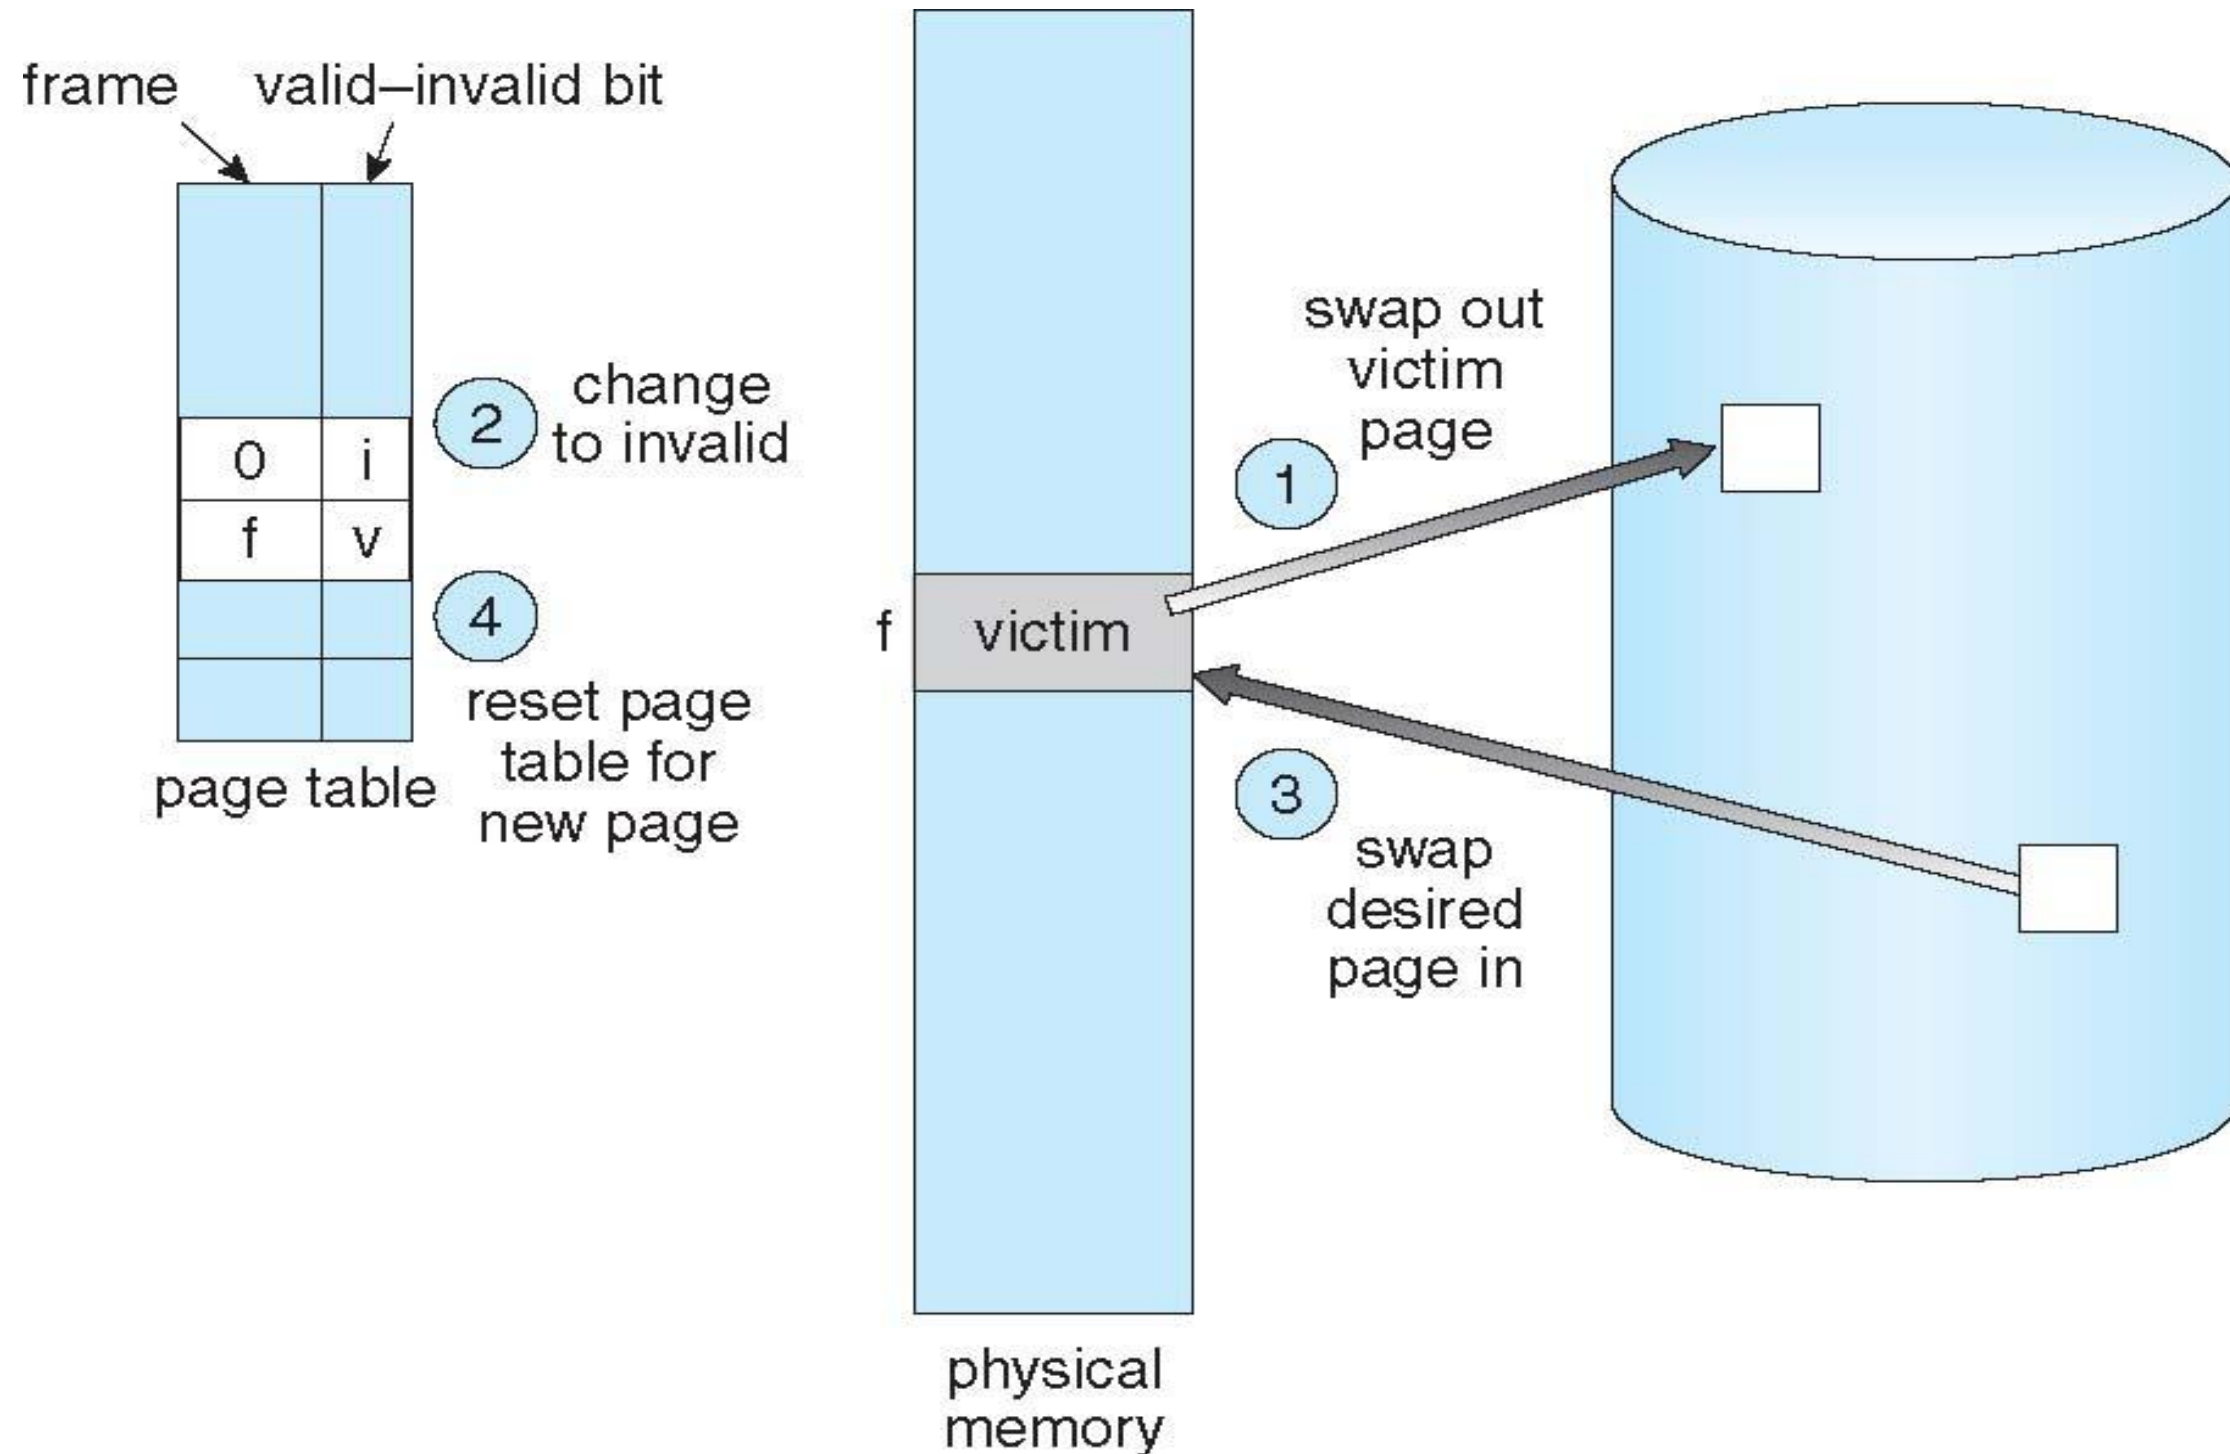 frame
valid–invalid bit
0 i
f v
2
change
to invalid
4
reset page
table for
new page
page table
f
victim
physical
memory
1
swap out
victim
page
3
swap
desired
page in